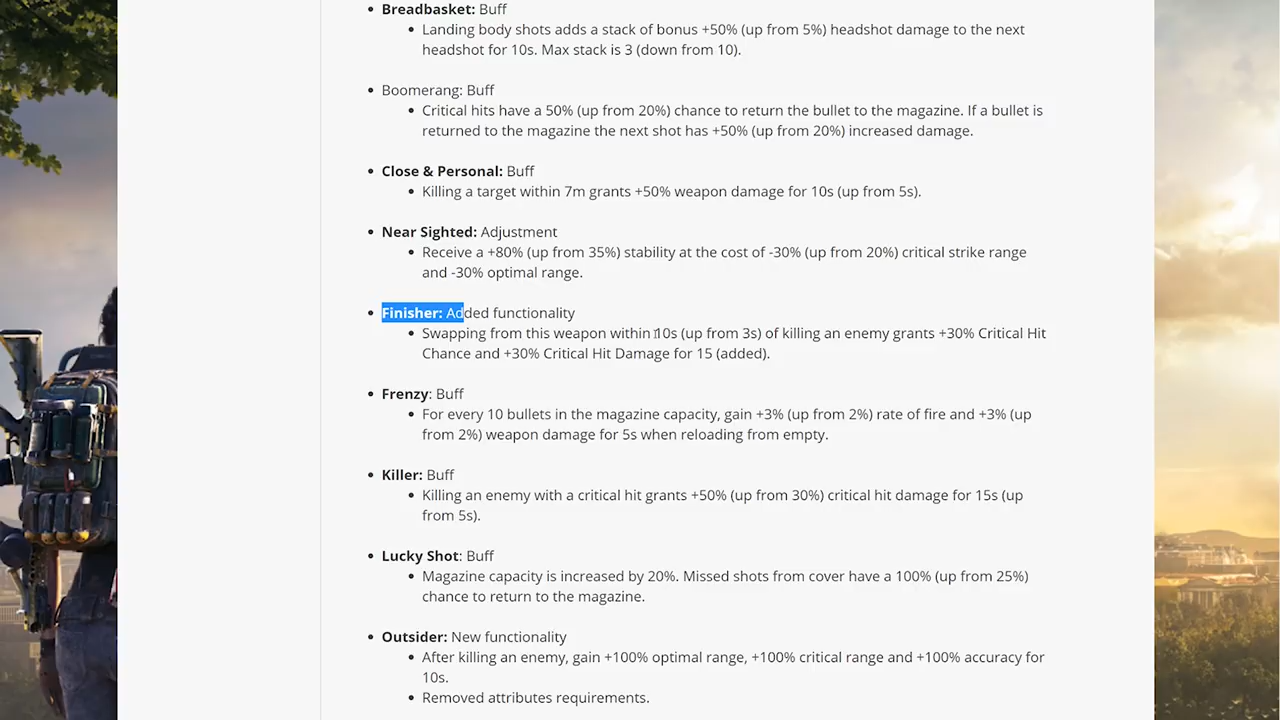 Breadbasket: Buff
Landing body shots adds a stack of bonus +50% (up from 5%) headshot damage to the next
headshot for 10s. Max stack is 3 (down from 10).
Boomerang: Buff
Critical hits have a 50% (up from 20%) chance to return the bullet to the magazine. If a bullet is
returned to the magazine the next shot has +50% (up from 20%) increased damage.
Close & Personal: Buff
Killing a target within 7m grants +50% weapon damage for 10s (up from 5s).
Near Sighted: Adjustment
Receive a +80% (up from 35%) stability at the cost of -30% (up from 20%) critical strike range
and -30% optimal range.
Finisher: Added functionality
Swapping from this weapon within 10s (up from 3s) of killing an enemy grants +30% Critical Hit
Chance and +30% Critical Hit Damage for 15 (added).
Frenzy: Buff
For every 10 bullets in the magazine capacity, gain +3% (up from 2%) rate of fire and +3% (up
from 2%) weapon damage for 5s when reloading from empty.
Killer: Buff
Killing an enemy with a critical hit grants +50% (up from 30%) critical hit damage for 15s (up
from 5s).
Lucky Shot: Buff
Magazine capacity is increased by 20%. Missed shots from cover have a 100% (up from 25%)
chance to return to the magazine.
Outsider: New functionality
After killing an enemy, gain +100% optimal range, +100% critical range and +100% accuracy for
10s.
Removed attributes requirements.